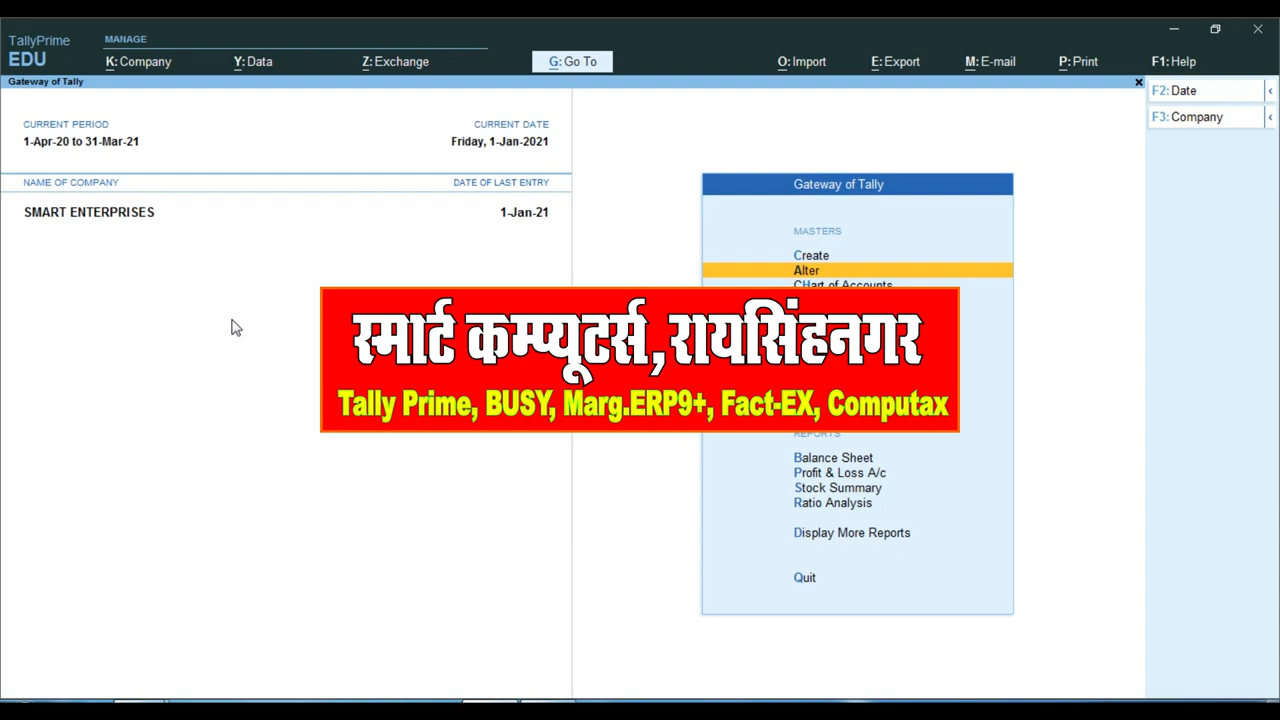 TallyPrime
EDU
MANAGE
K: Company Y: Data Z: Exchange G: Go To O: Import E: Export M: E-mail P: Print F1: Help
Gateway of Tally
F2: Date
F3: Company
CURRENT PERIOD CURRENT DATE
1-Apr-20 to 31-Mar-21 Friday, 1-Jan-2021
NAME OF COMPANY DATE OF LAST ENTRY
SMART ENTERPRISES 1-Jan-21
Gateway of Tally
MASTERS
Create
Alter
CHart of Accounts
स्मार्ट कम्प्यूटर्स,रायसिंहनगर
Tally Prime, BUSY, Marg.ERP9+, Fact-EX, Computax
REPORTS
Balance Sheet
Profit & Loss A/c
Stock Summary
Ratio Analysis
Display More Reports
Quit